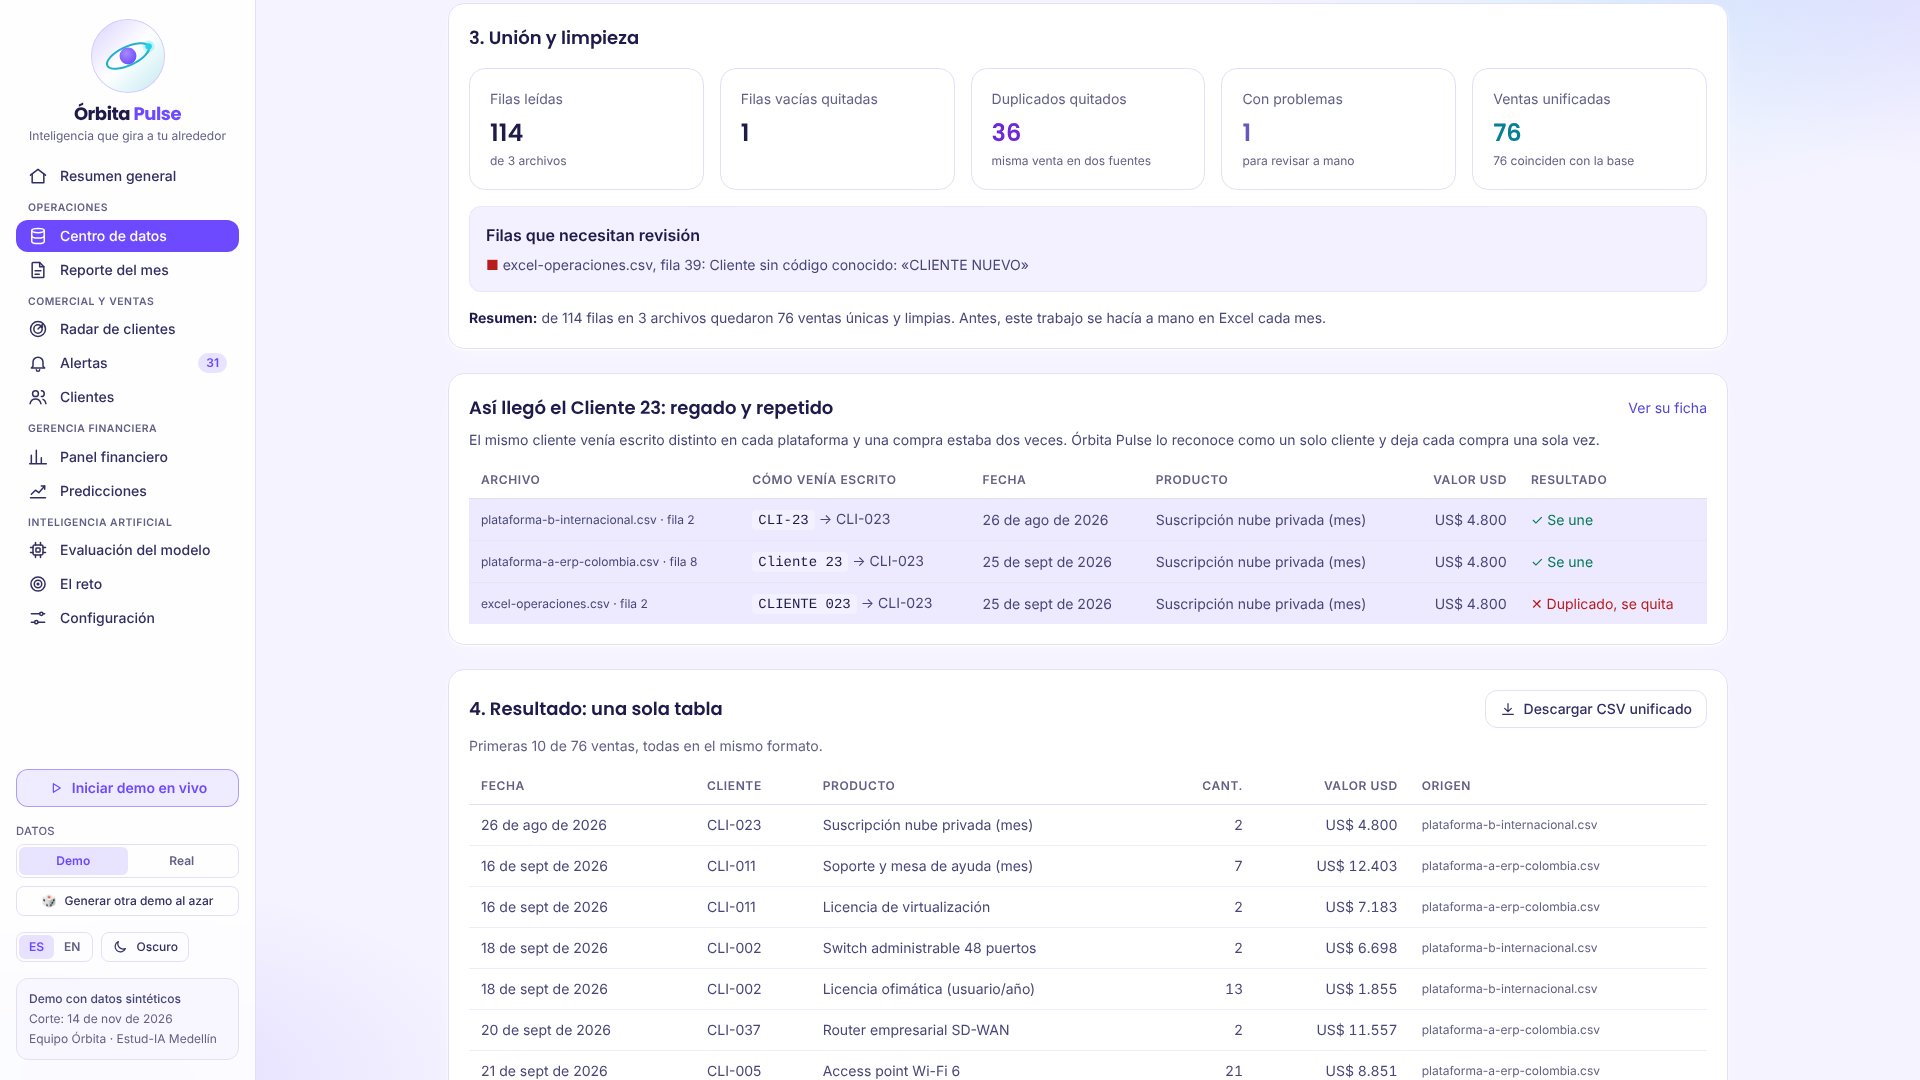 Órbita Pulse
Inteligencia que gira a tu alrededor
Resumen general
OPERACIONES
Centro de datos
Reporte del mes
COMERCIAL Y VENTAS
Radar de clientes
Alertas 31
Clientes
GERENCIA FINANCIERA
Panel financiero
Predicciones
INTELIGENCIA ARTIFICIAL
Evaluación del modelo
El reto
Configuración
Iniciar demo en vivo
DATOS
Demo Real
Generar otra demo al azar
ES EN Oscuro
Demo con datos sintéticos
Corte: 14 de nov de 2026
Equipo Órbita · Estud-IA Medellín
3. Unión y limpieza
Filas leídas
114
de 3 archivos
Filas vacías quitadas
1
Duplicados quitados
36
misma venta en dos fuentes
Con problemas
1
para revisar a mano
Ventas unificadas
76
76 coinciden con la base
Filas que necesitan revisión
excel-operaciones.csv, fila 39: Cliente sin código conocido: «CLIENTE NUEVO»
Resumen: de 114 filas en 3 archivos quedaron 76 ventas únicas y limpias. Antes, este trabajo se hacía a mano en Excel cada mes.
Así llegó el Cliente 23: regado y repetido
Ver su ficha
El mismo cliente venía escrito distinto en cada plataforma y una compra estaba dos veces. Órbita Pulse lo reconoce como un solo cliente y deja cada compra una sola vez.
ARCHIVO CÓMO VENÍA ESCRITO FECHA PRODUCTO VALOR USD RESULTADO
plataforma-b-internacional.csv · fila 2 CLI-23 → CLI-023 26 de ago de 2026 Suscripción nube privada (mes) US$ 4.800 ✓ Se une
plataforma-a-erp-colombia.csv · fila 8 Cliente 23 → CLI-023 25 de sept de 2026 Suscripción nube privada (mes) US$ 4.800 ✓ Se une
excel-operaciones.csv · fila 2 CLIENTE 023 → CLI-023 25 de sept de 2026 Suscripción nube privada (mes) US$ 4.800 ✕ Duplicado, se quita
4. Resultado: una sola tabla
Descargar CSV unificado
Primeras 10 de 76 ventas, todas en el mismo formato.
FECHA CLIENTE PRODUCTO CANT. VALOR USD ORIGEN
26 de ago de 2026 CLI-023 Suscripción nube privada (mes) 2 US$ 4.800 plataforma-b-internacional.csv
16 de sept de 2026 CLI-011 Soporte y mesa de ayuda (mes) 7 US$ 12.403 plataforma-a-erp-colombia.csv
16 de sept de 2026 CLI-011 Licencia de virtualización 2 US$ 7.183 plataforma-a-erp-colombia.csv
18 de sept de 2026 CLI-002 Switch administrable 48 puertos 2 US$ 6.698 plataforma-b-internacional.csv
18 de sept de 2026 CLI-002 Licencia ofimática (usuario/año) 13 US$ 1.855 plataforma-b-internacional.csv
20 de sept de 2026 CLI-037 Router empresarial SD-WAN 2 US$ 11.557 plataforma-a-erp-colombia.csv
21 de sept de 2026 CLI-005 Access point Wi-Fi 6 21 US$ 8.851 plataforma-a-erp-colombia.csv